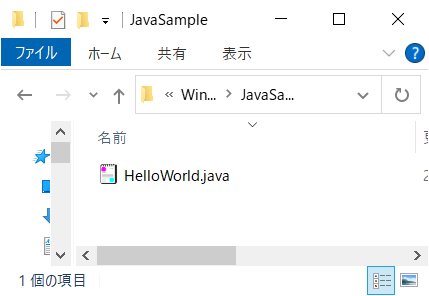 JavaSample
ファイル ホーム 共有 表示
« Win... JavaSa...
名前
HelloWorld.java
1 個の項目